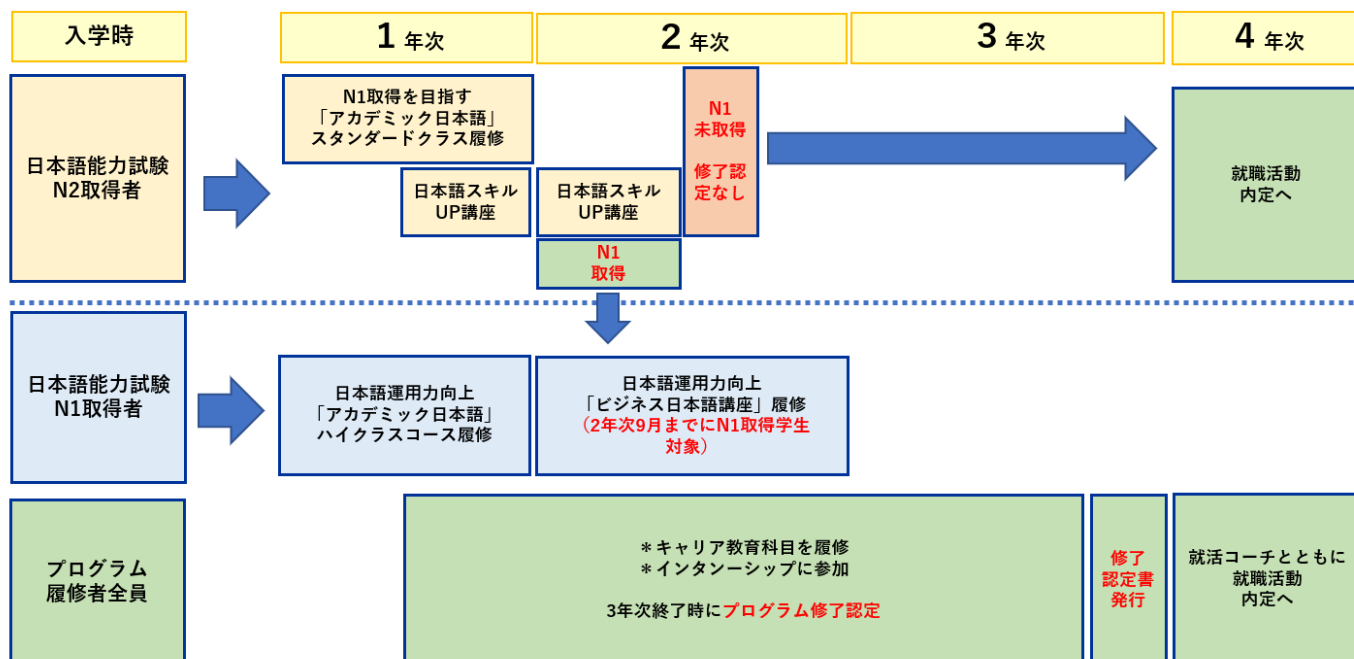 入学時
1 年次
2 年次
3 年次
4 年次
日本語能力試験
N2取得者
N1取得を目指す
「アカデミック日本語」
スタンダードクラス履修
日本語スキル
UP講座
日本語スキル
UP講座
N1
取得
N1
未取得
修了認
定なし
就職活動
内定へ
日本語能力試験
N1取得者
日本語運用力向上
「アカデミック日本語」
ハイクラスコース履修
日本語運用力向上
「ビジネス日本語講座」履修
（2年次9月までにN1取得学生
対象）
プログラム
履修者全員
＊キャリア教育科目を履修
＊インタンーシップに参加
3年次終了時にプログラム修了認定
修了
認定書
発行
就活コーチとともに
就職活動
内定へ